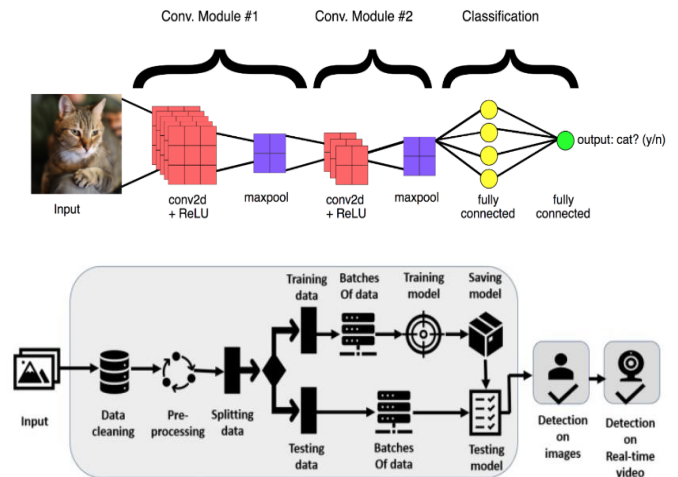 Conv. Module #1 Conv. Module #2 Classification
output: cat? (y/n)
Input
conv2d
+ ReLU
maxpool
conv2d
+ ReLU
maxpool
fully
connected
fully
connected
Training
data
Batches
Of data
Training
model
Saving
model
Input
Data
cleaning
Pre-
processing
Splitting
data
Testing
data
Batches
Of data
Testing
model
Detection
on
images
Detection
on
Real-time
video